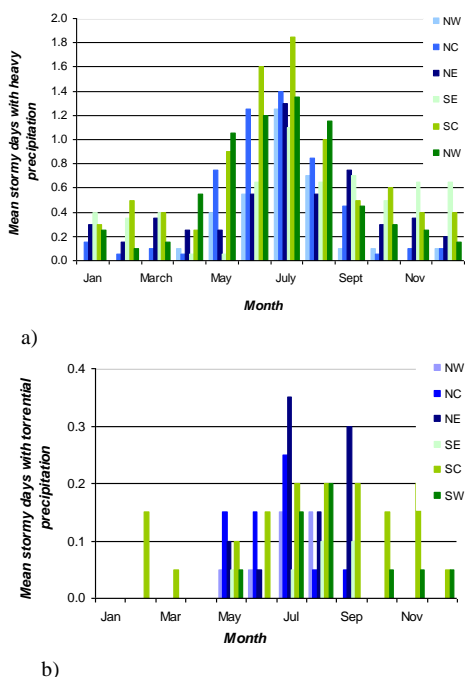 Mean stormy days with heavy
precipitation
2.0
1.8
1.6
1.4
1.2
1.0
0.8
0.6
0.4
0.2
0.0
Jan March May July Sept Nov
Month
NW
NC
NE
SE
SC
NW
a)
Mean stormy days with torrential
precipitation
0.4
0.3
0.2
0.1
0.0
Jan Mar May Jul Sep Nov
Month
NW
NC
NE
SE
SC
SW
b)